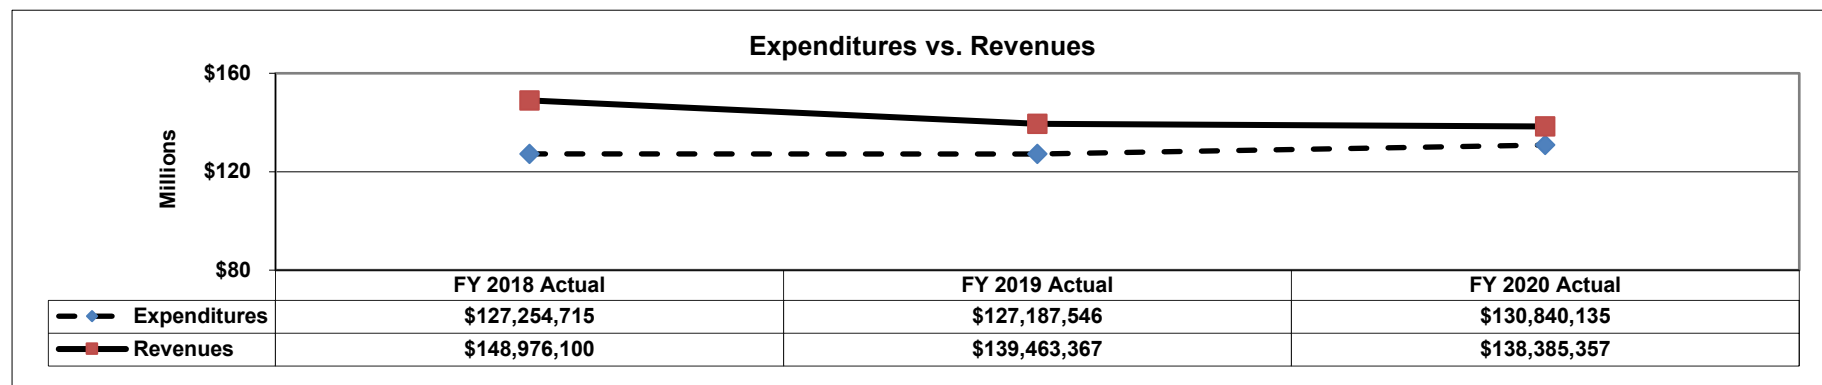 Expenditures vs. Revenues
$160
$120
$80
Millions
FY 2018 Actual FY 2019 Actual FY 2020 Actual
Expenditures $127,254,715 $127,187,546 $130,840,135
Revenues $148,976,100 $139,463,367 $138,385,357